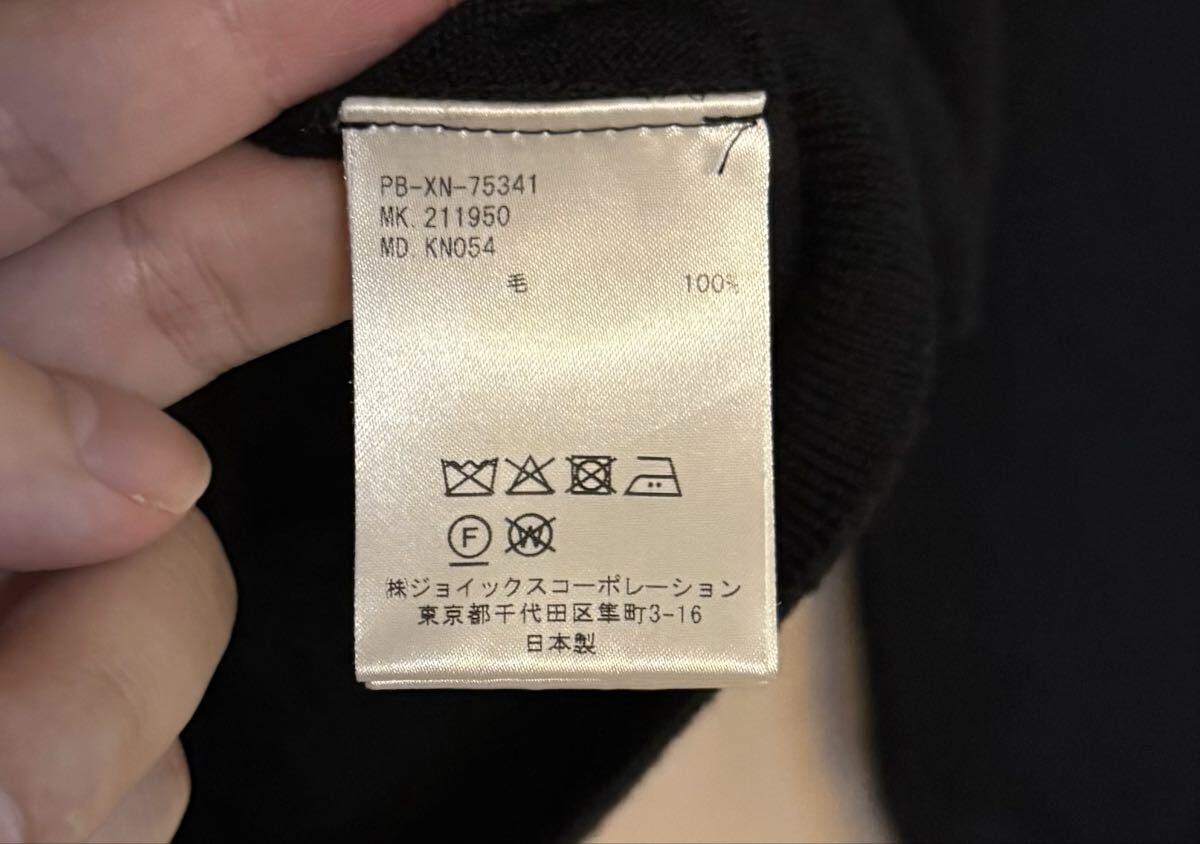 PB-XN-75341
MK. 211950
MD. KN054
毛 100%
F W
㈱ジョイックスコーポレーション
東京都千代田区隼町3-16
日本製